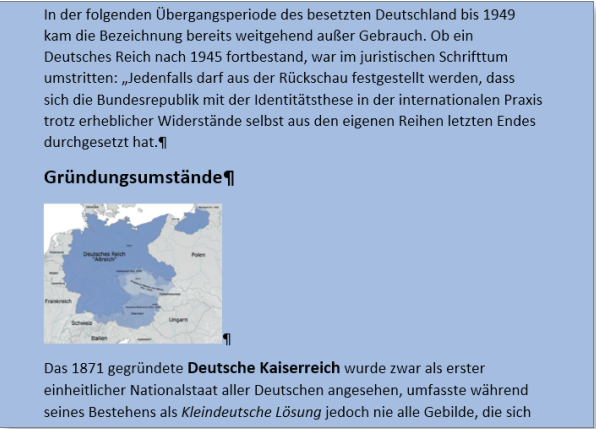 In der folgenden Übergangsperiode des besetzten Deutschland bis 1949
kam die Bezeichnung bereits weitgehend außer Gebrauch. Ob ein
Deutsches Reich nach 1945 fortbestand, war im juristischen Schrifttum
umstritten: „Jedenfalls darf aus der Rückschau festgestellt werden, dass
sich die Bundesrepublik mit der Identitätsthese in der internationalen Praxis
trotz erheblicher Widerstände selbst aus den eigenen Reihen letzten Endes
durchgesetzt hat.¶
Gründungsumstände¶
Deutsches Reich
"Altreich"
Polen
Frankreich
Schweiz
Ungarn
Italien
¶
Das 1871 gegründete Deutsche Kaiserreich wurde zwar als erster
einheitlicher Nationalstaat aller Deutschen angesehen, umfasste während
seines Bestehens als Kleindeutsche Lösung jedoch nie alle Gebilde, die sich